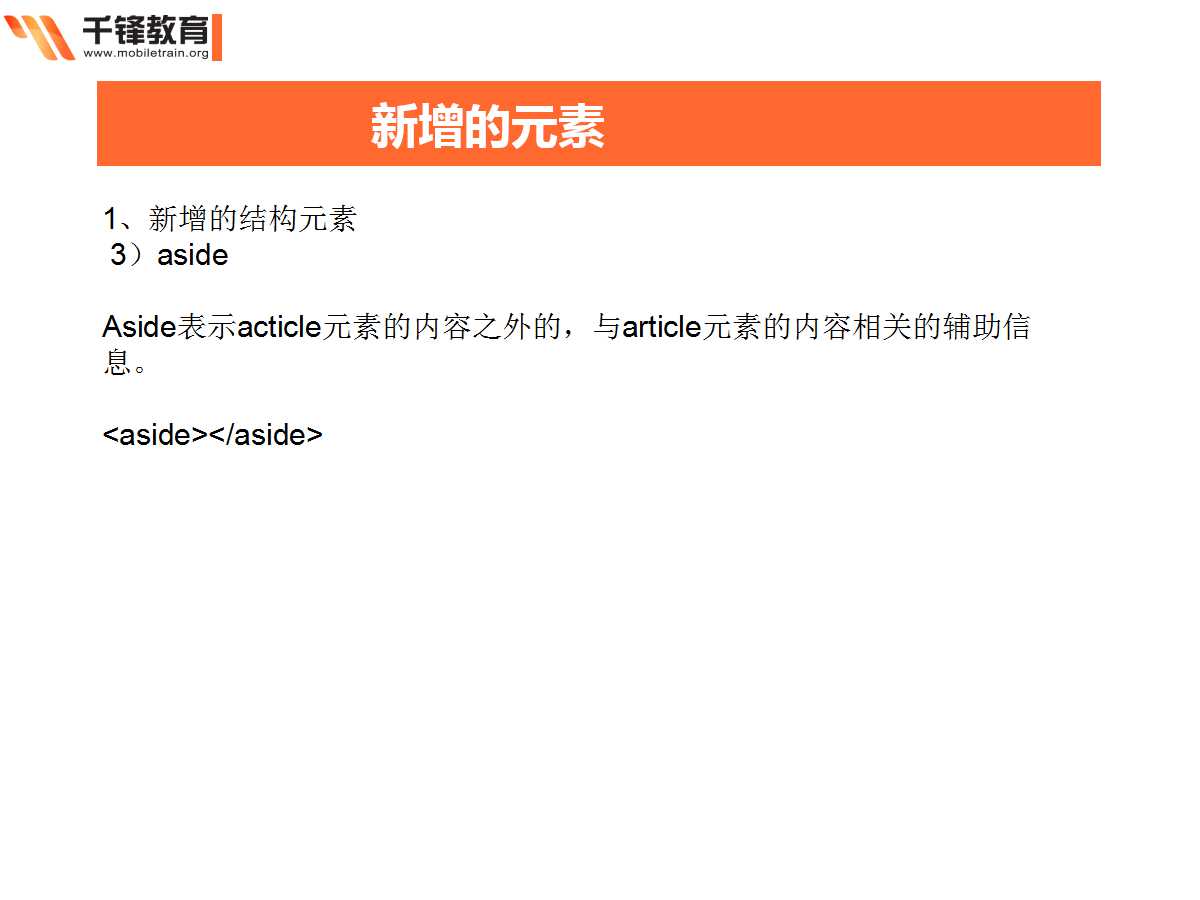 千锋教育
www.mobiletrain.org
新增的元素
1、新增的结构元素
3）aside
Aside表示acticle元素的内容之外的，与article元素的内容相关的辅助信
息。
<aside></aside>